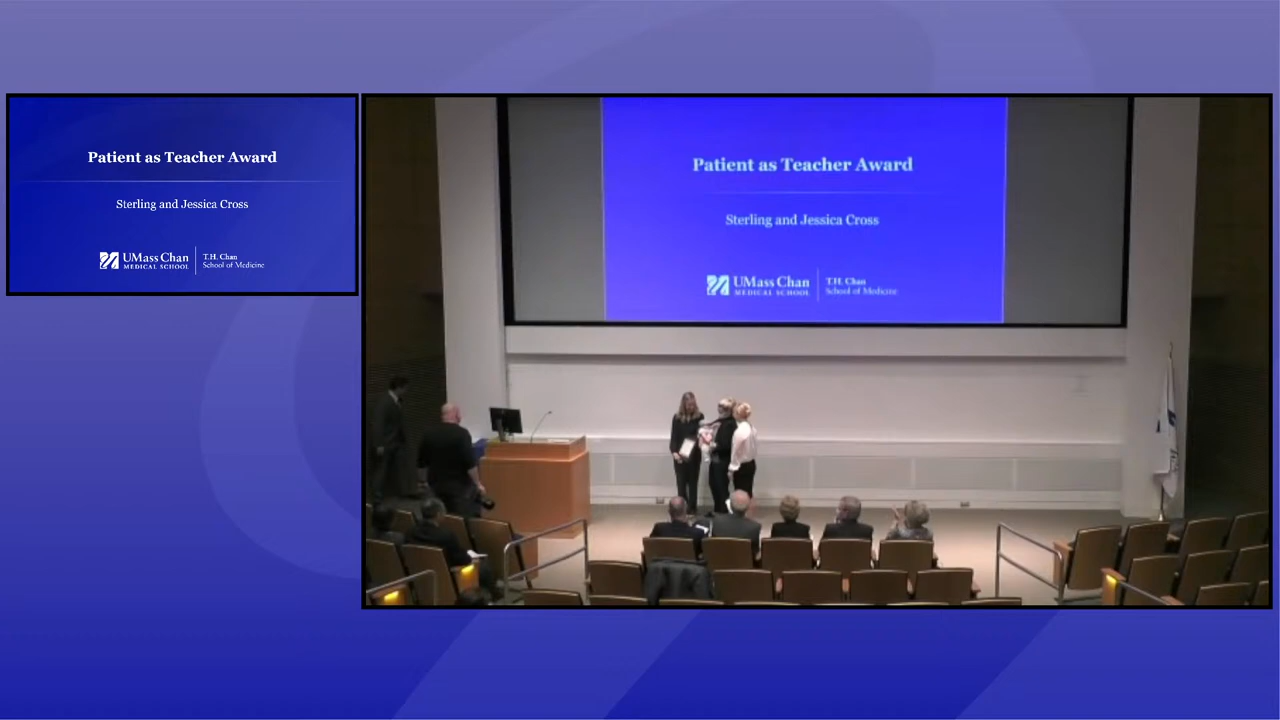 Patient as Teacher Award
Sterling and Jessica Cross
UMass Chan
MEDICAL SCHOOL
T.H. Chan
School of Medicine
Patient as Teacher Award
Sterling and Jessica Cross
UMass Chan
MEDICAL SCHOOL
T.H. Chan
School of Medicine